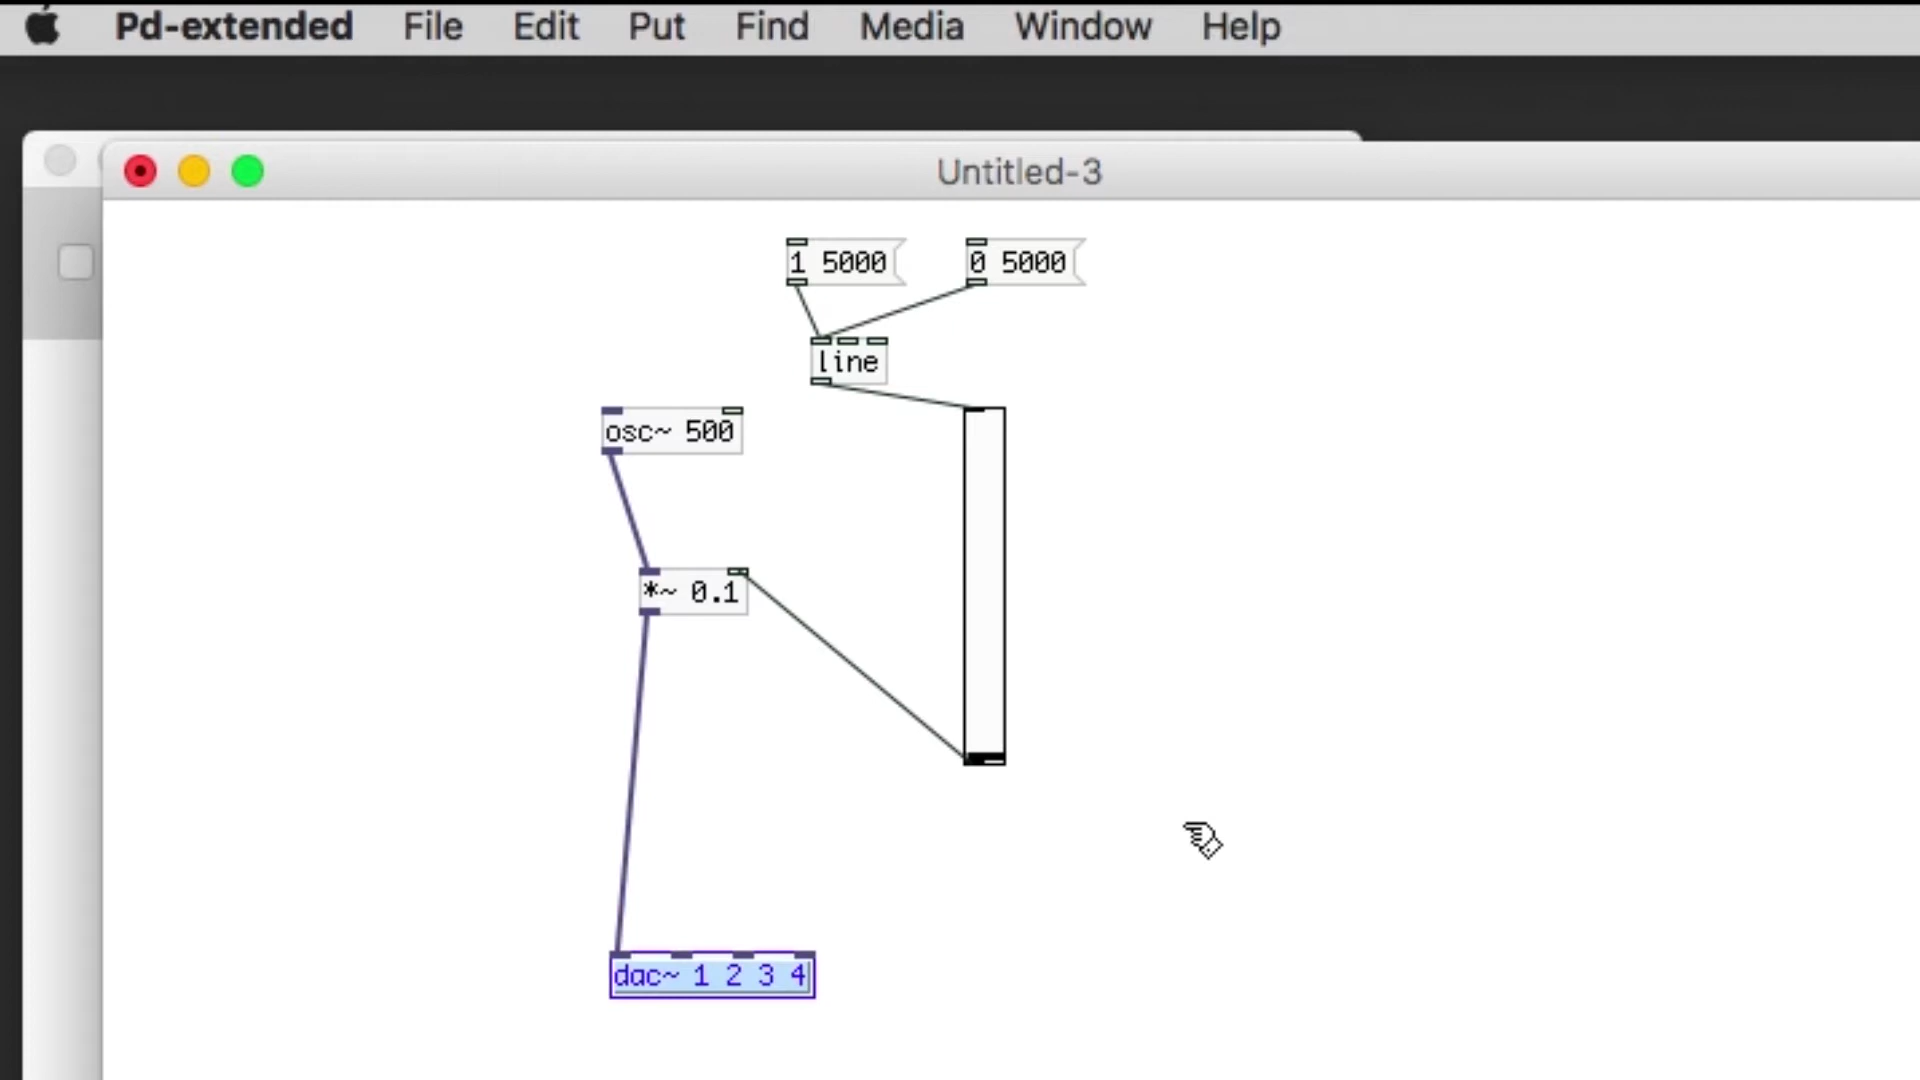 Pd-extended File Edit Put Find Media Window Help
Untitled-3
1 5000
0 5000
line
osc~ 500
*~ 0.1
dac~ 1 2 3 4